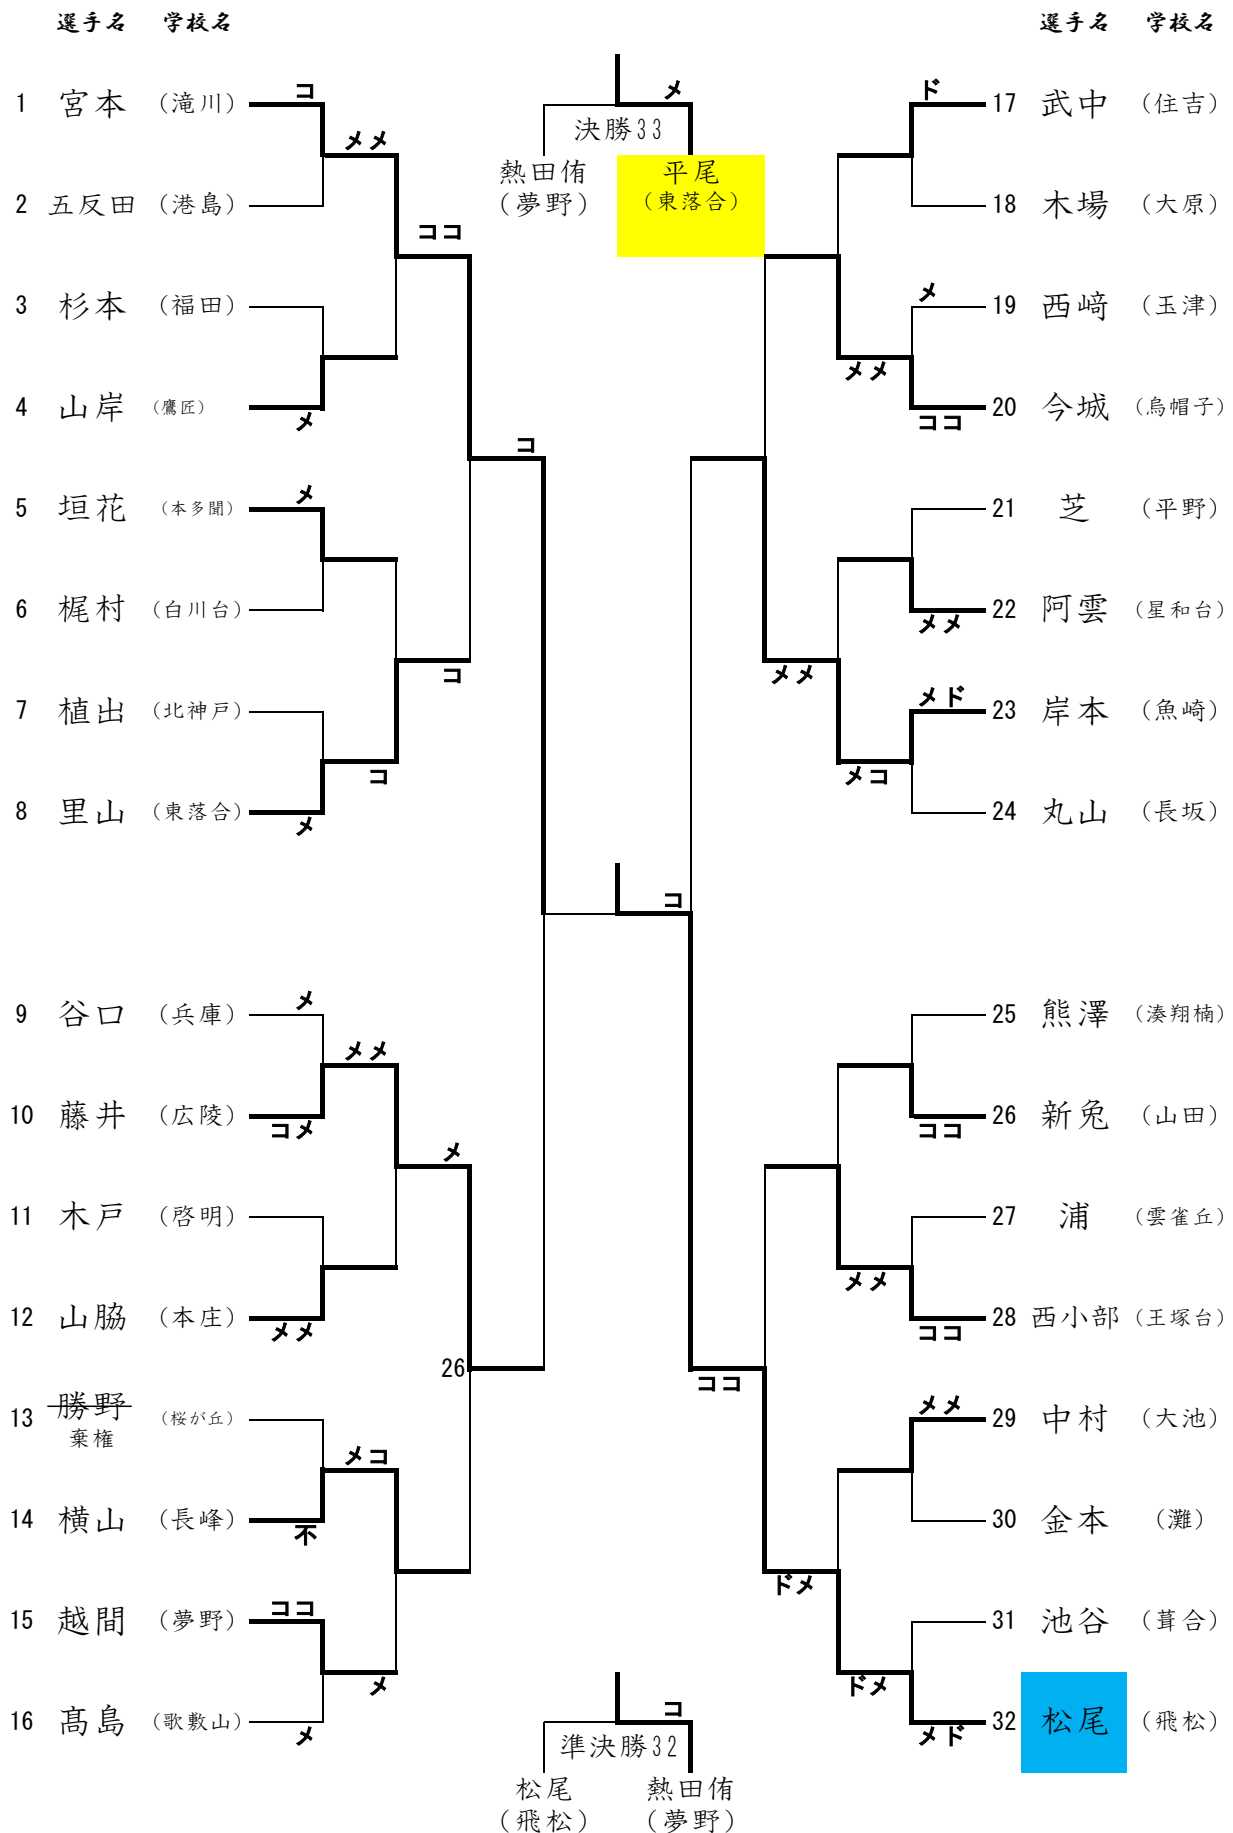 選手名 学校名
1 宮本 (滝川) コ
メメ
2 五反田 (港島)
ココ
3 杉本 (福田)
4 山岸 (鷹匠) メ
コ
5 垣花 (本多聞) メ
6 梶村 (白川台)
コ
7 植出 (北神戸)
コ
8 里山 (東落合) メ
9 谷口 (兵庫) メ
メメ
10 藤井 (広陵) コメ
メ
11 木戸 (啓明)
12 山脇 (本庄) メメ
26
13 勝野 (桜が丘)
棄権
メコ
14 横山 (長峰) 不
15 越間 (夢野) ココ
メ
16 髙島 (歌敷山) メ
メ
決勝33
熱田侑 平尾
(夢野) (東落合)
コ
コ
準決勝32
松尾 熱田侑
(飛松) (夢野)
選手名 学校名
ド 17 武中 (住吉)
18 木場 (大原)
メ 19 西﨑 (玉津)
メメ
ココ 20 今城 (烏帽子)
21 芝 (平野)
メメ 22 阿雲 (星和台)
メメ
メド 23 岸本 (魚崎)
メコ
24 丸山 (長坂)
25 熊澤 (湊翔楠)
ココ 26 新兔 (山田)
27 浦 (雲雀丘)
メメ
ココ 28 西小部 (王塚台)
ココ
メメ 29 中村 (大池)
30 金本 (灘)
ドメ
31 池谷 (葺合)
ドメ
メド 32 松尾 (飛松)